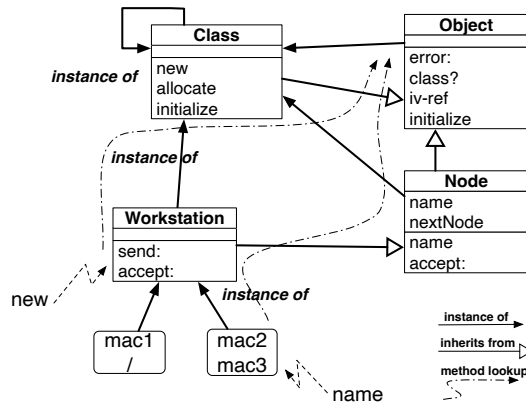 Class
new
allocate
initialize
instance of
Object
error:
class?
iv-ref
initialize
instance of
Node
name
nextNode
name
accept:
Workstation
send:
accept:
new
instance of
mac1
/
mac2
mac3
name
instance of
inherits from
method lookup